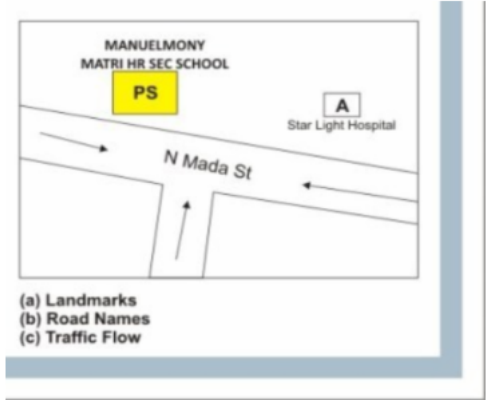 MANUELMONY
MATRI HR SEC SCHOOL
PS
A
Star Light Hospital
N Mada St
(a) Landmarks
(b) Road Names
(c) Traffic Flow